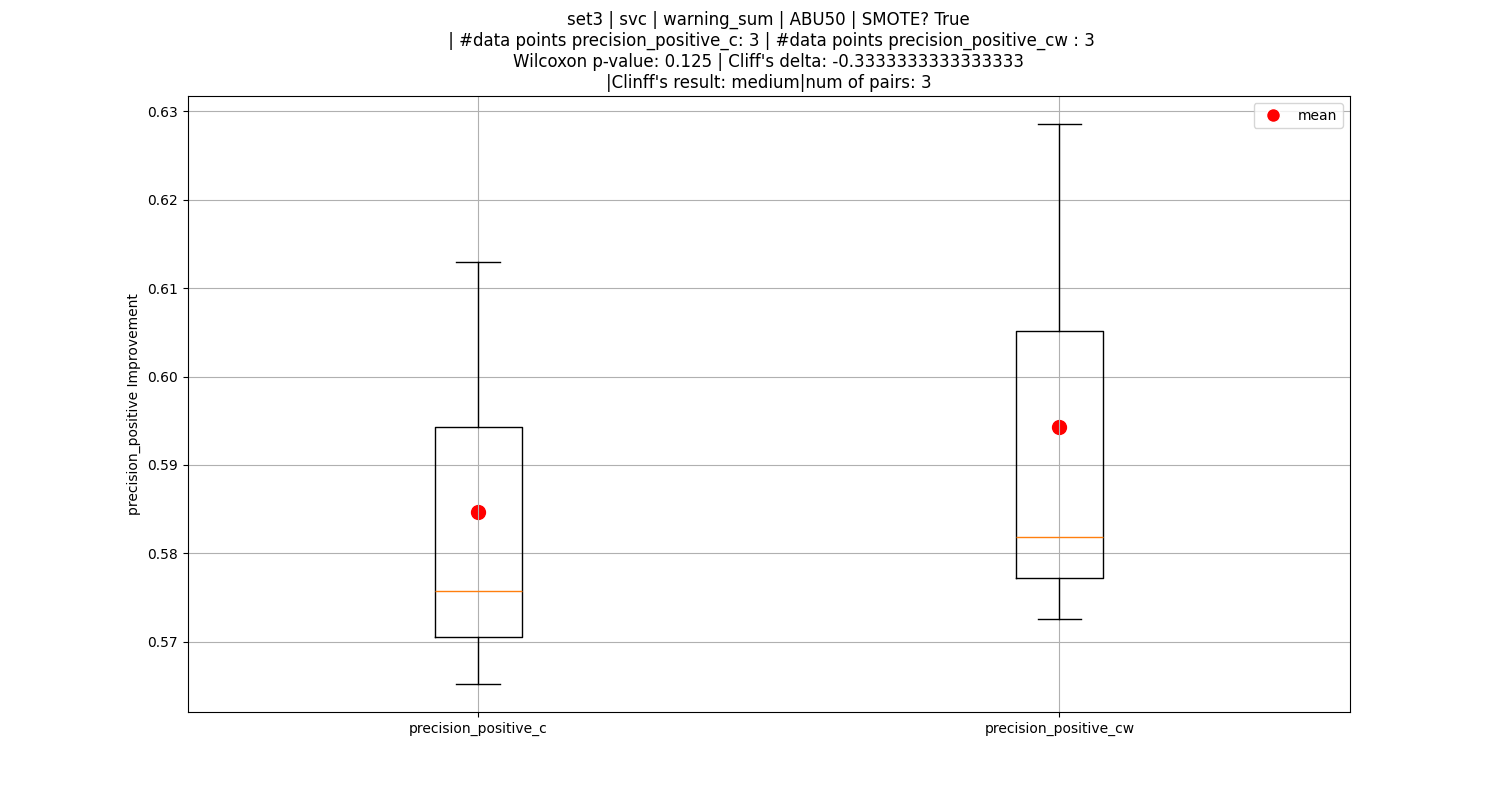 set3 | svc | warning_sum | ABU50 | SMOTE? True
| #data points precision_positive_c: 3 | #data points precision_positive_cw : 3
Wilcoxon p-value: 0.125 | Cliff's delta: -0.3333333333333333
|Clinff's result: medium|num of pairs: 3
mean
0.63
0.62
0.61
0.60
0.59
0.58
0.57
precision_positive Improvement
precision_positive_c
precision_positive_cw